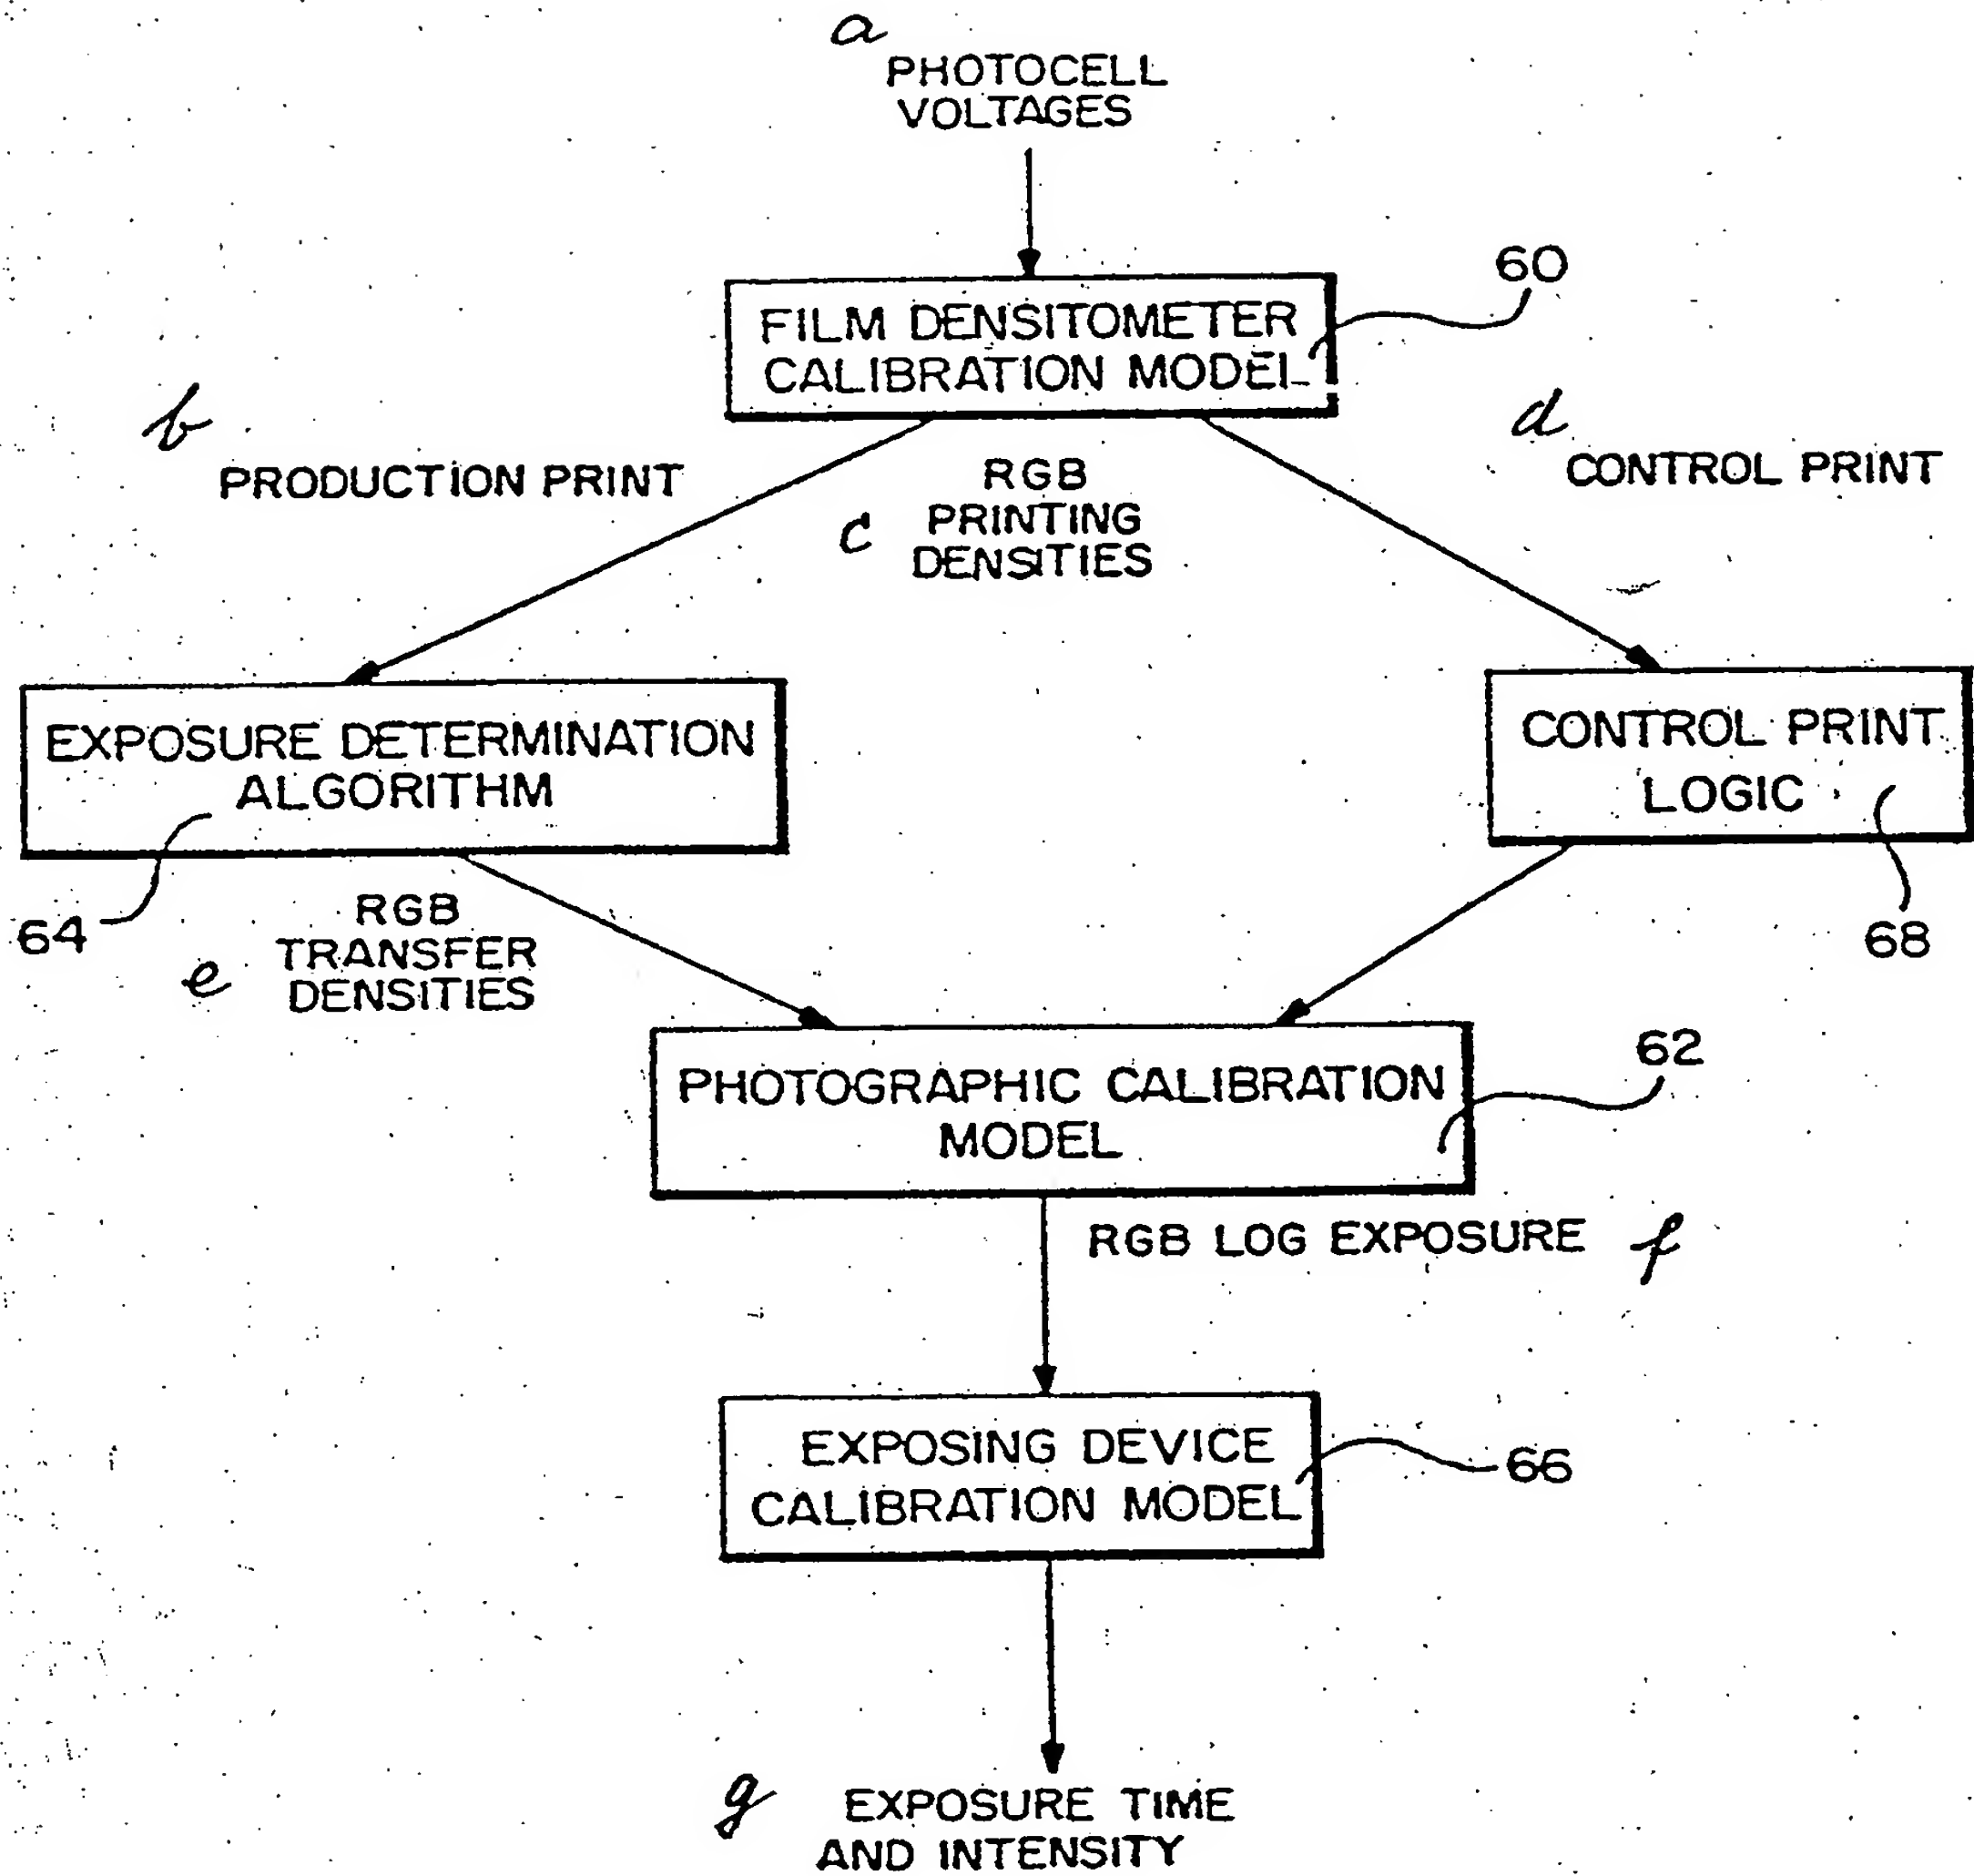 a
PHOTOCELL
VOLTAGES
60
FILM DENSITOMETER
CALIBRATION MODEL
b
PRODUCTION PRINT
c
RGB
PRINTING
DENSITIES
d
CONTROL PRINT
EXPOSURE DETERMINATION
ALGORITHM
64
CONTROL PRINT
LOGIC
68
e
RGB
TRANSFER
DENSITIES
62
PHOTOGRAPHIC CALIBRATION
MODEL
RGB LOG EXPOSURE f
EXPOSING DEVICE
CALIBRATION MODEL
66
g
EXPOSURE TIME
AND INTENSITY